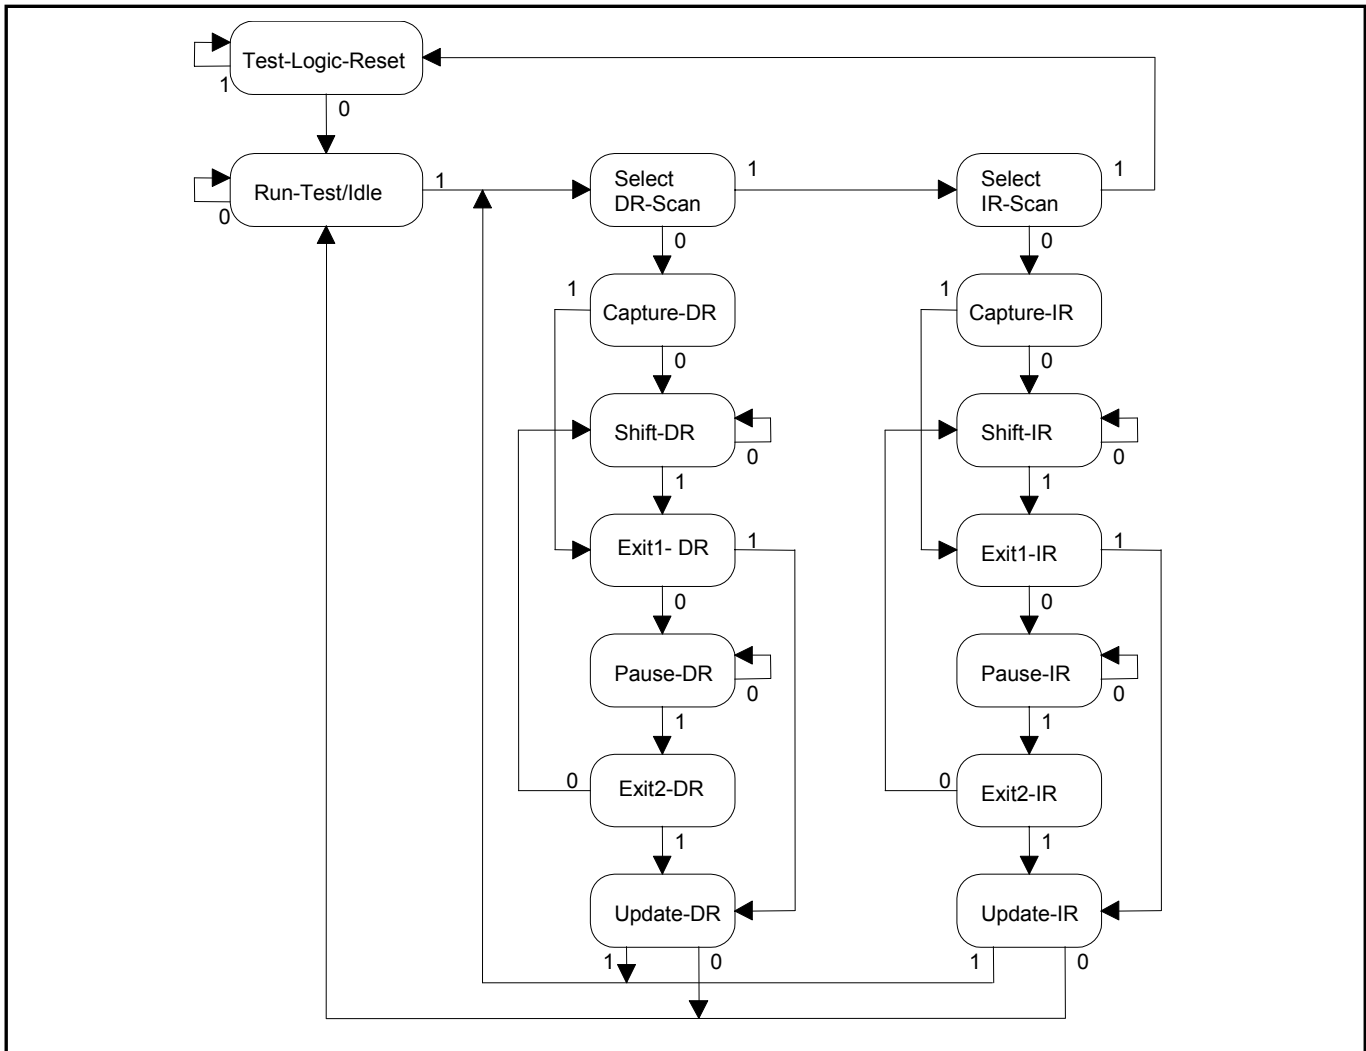 Test-Logic-Reset
1
0
Run-Test/Idle
0
1
Select
DR-Scan
1
0
Select
IR-Scan
1
0
1
Capture-DR
0
1
Capture-IR
0
Shift-DR
0
1
Shift-IR
0
1
Exit1- DR
1
0
Exit1-IR
1
0
Pause-DR
0
1
Pause-IR
0
1
0
Exit2-DR
1
0
Exit2-IR
1
Update-DR
1
0
Update-IR
1
0